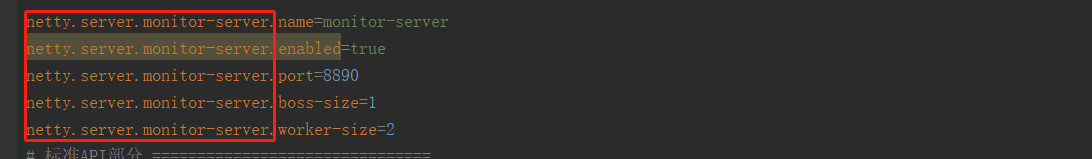 netty.server.monitor-server.name=monitor-server
netty.server.monitor-server.enabled=true
netty.server.monitor-server.port=8890
netty.server.monitor-server.boss-size=1
netty.server.monitor-server.worker-size=2
# 标准API部分 ===============================